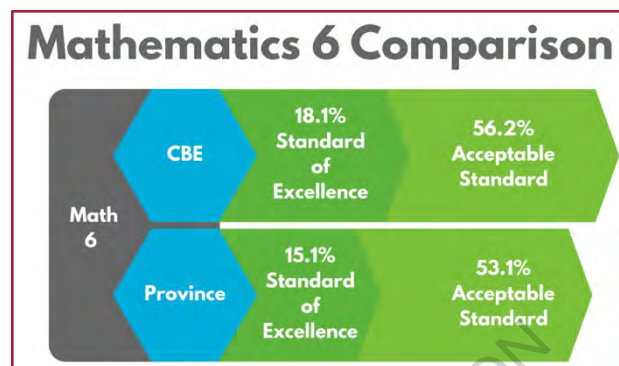 Mathematics 6 Comparison
Math
6
CBE
18.1%
Standard
of
Excellence
56.2%
Acceptable
Standard
Province
15.1%
Standard
of
Excellence
53.1%
Acceptable
Standard